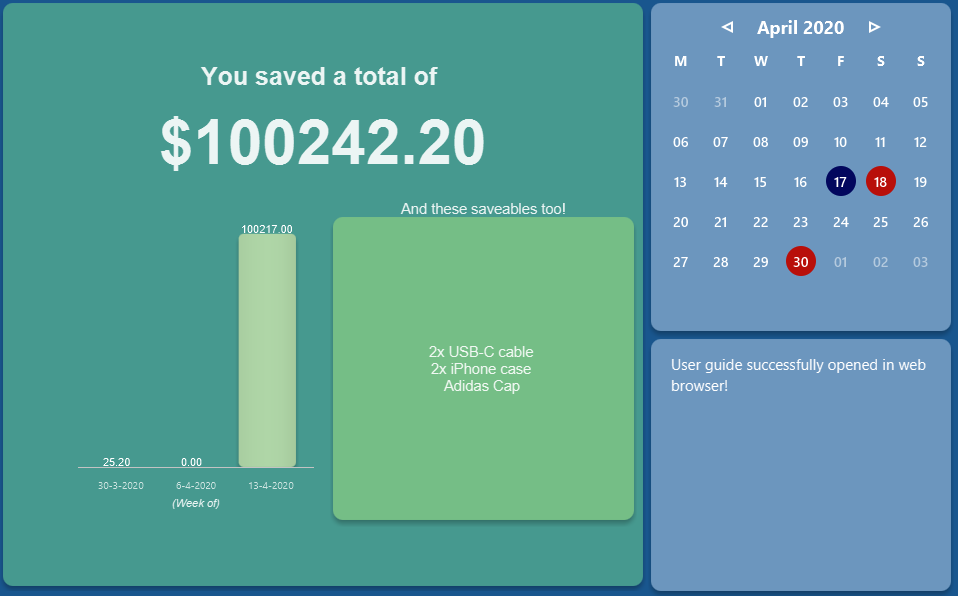 You saved a total of
$100242.20
And these saveables too!
100217.00
25.20
0.00
30-3-2020 6-4-2020 13-4-2020
(Week of)
2x USB-C cable
2x iPhone case
Adidas Cap
April 2020
M T W T F S S
30 31 01 02 03 04 05
06 07 08 09 10 11 12
13 14 15 16 17 18 19
20 21 22 23 24 25 26
27 28 29 30 01 02 03
User guide successfully opened in web
browser!